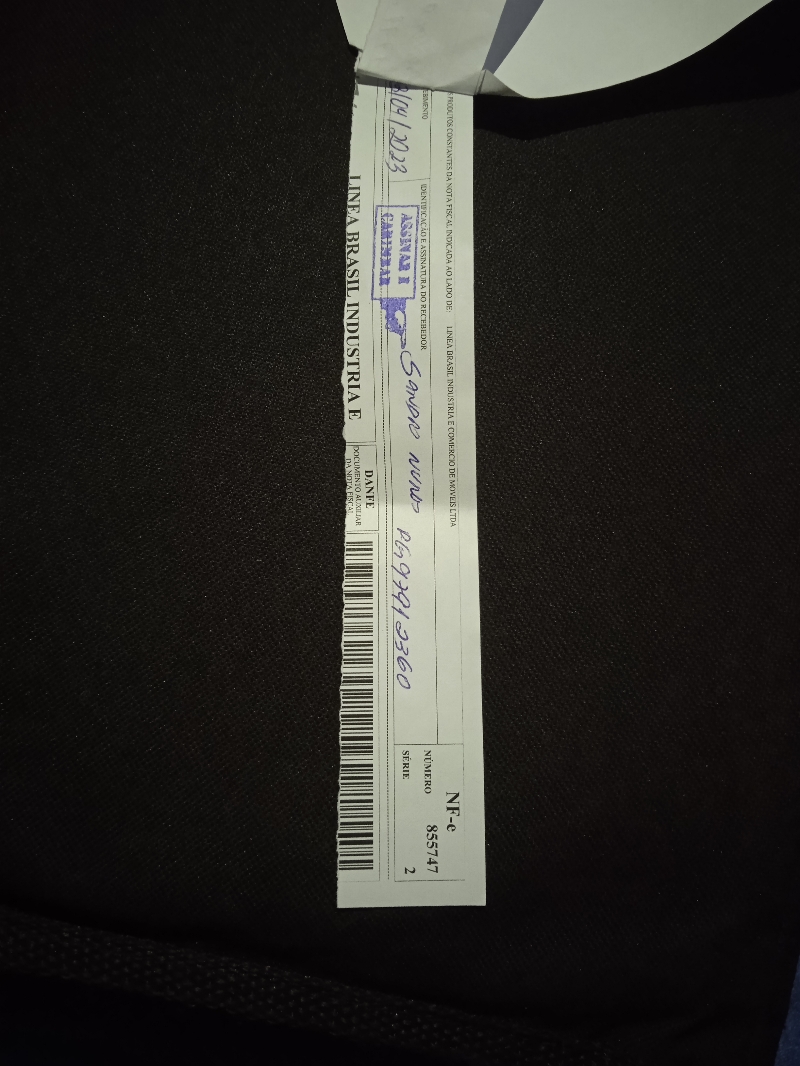 PRODUTOS CONSTANTES DA NOTA FISCAL INDICADA AO LADO DE: LINEA BRASIL INDUSTRIA E COMERCIO DE MOVEIS LTDA
IDENTIFICAÇÃO E ASSINATURA DO RECEBEDOR
/04/2023
ASSINAR E
CARIMBAR
SANDRO NUNES
NF-e
NÚMERO 855747
SÉRIE 2
LINEA BRASIL INDUSTRIA E
DANFE
DOCUMENTO AUXILIAR
DA NOTA FISCAL